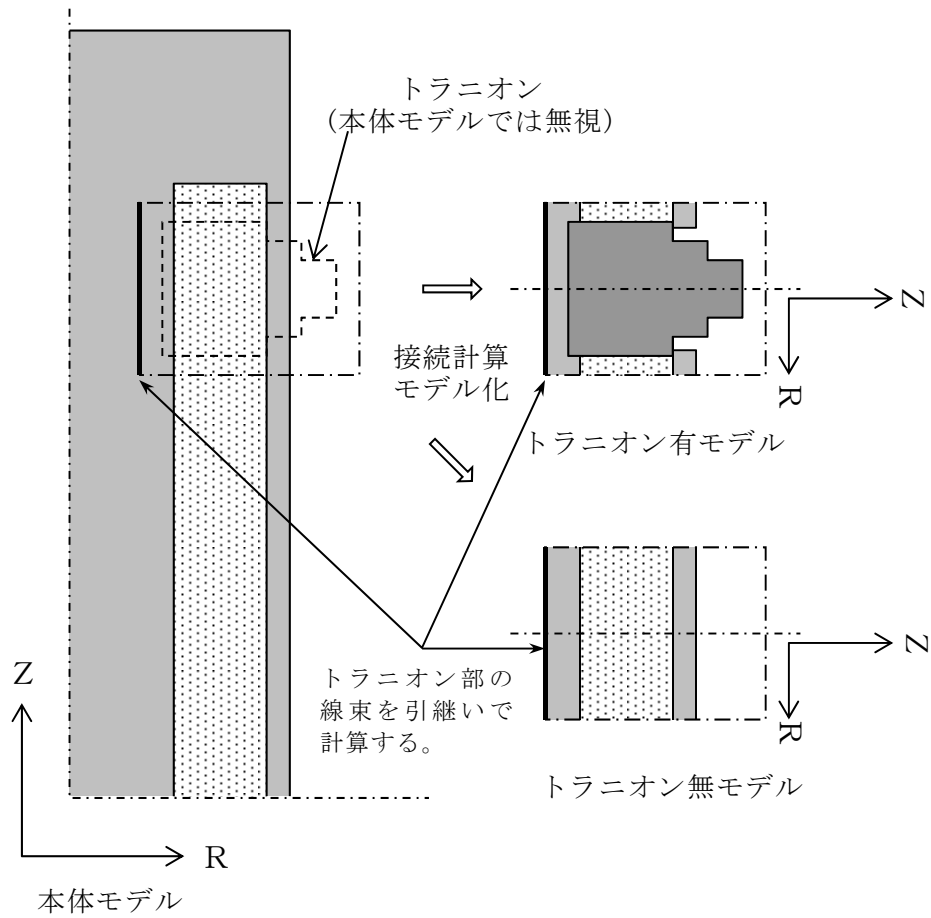 トラニオン
(本体モデルでは無視)
接続計算
モデル化
Z
R
トラニオン有モデル
トラニオン部の
線束を引継いで
計算する。
Z
R
トラニオン無モデル
Z
R
本体モデル